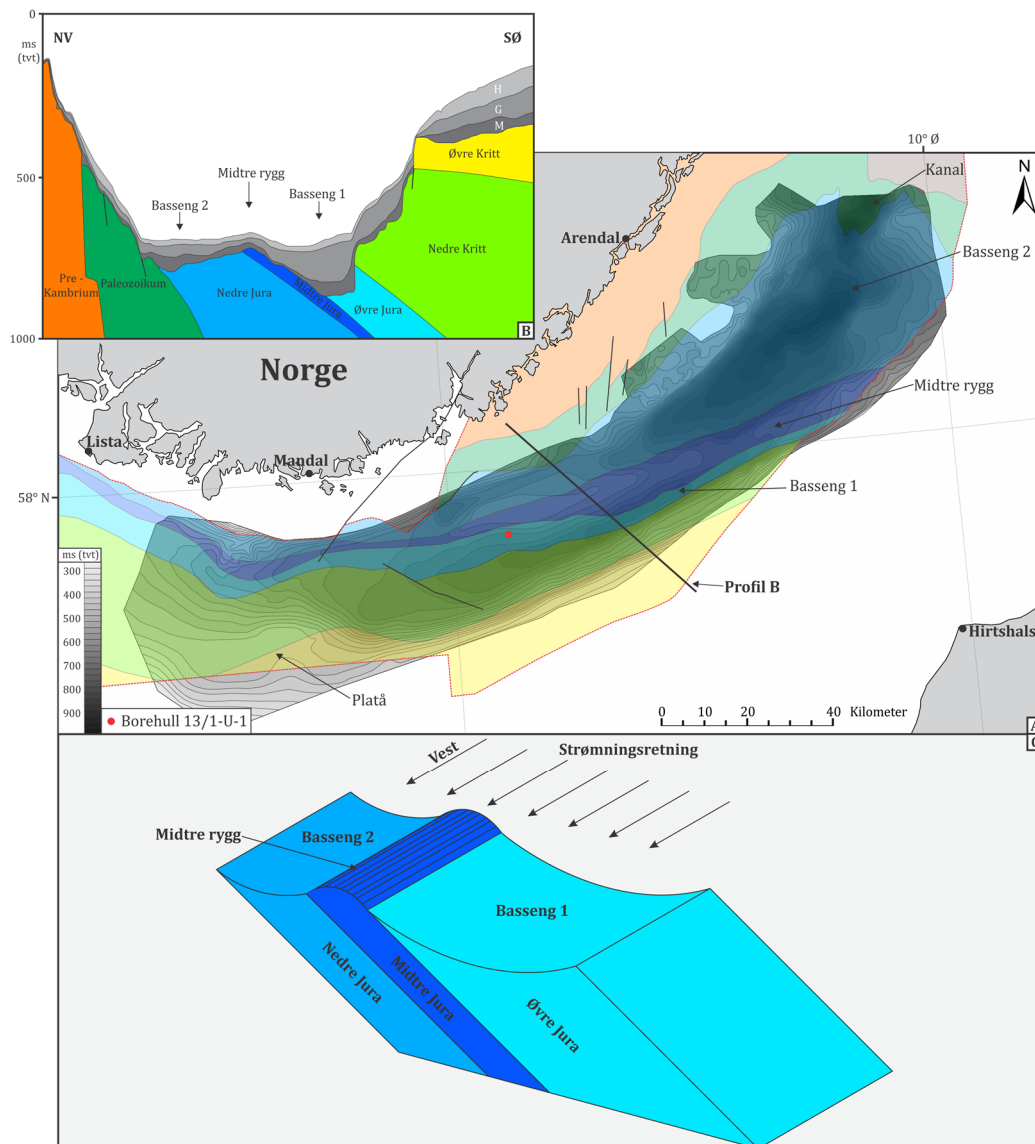 0
ms
(tvt)
500
1000
NV
SØ
H
G
M
Øvre Kritt
Nedre Kritt
Midtre rygg
Basseng 2
Basseng 1
Pre -
Kambrium
Paleozoikum
Nedre Jura
Midtre Jura
Øvre Jura
B
10° Ø
N
Kanal
Arendal
Basseng 2
Norge
Midtre rygg
Lista
Mandal
Basseng 1
58° N
ms (tvt)
300
400
500
600
700
800
900
Profil B
Hirtshals
Platå
Borehull 13/1-U-1
0 10 20 40 Kilometer
A
C
Vest
Strømningsretning
Midtre rygg
Basseng 2
Basseng 1
Nedre Jura
Midtre Jura
Øvre Jura